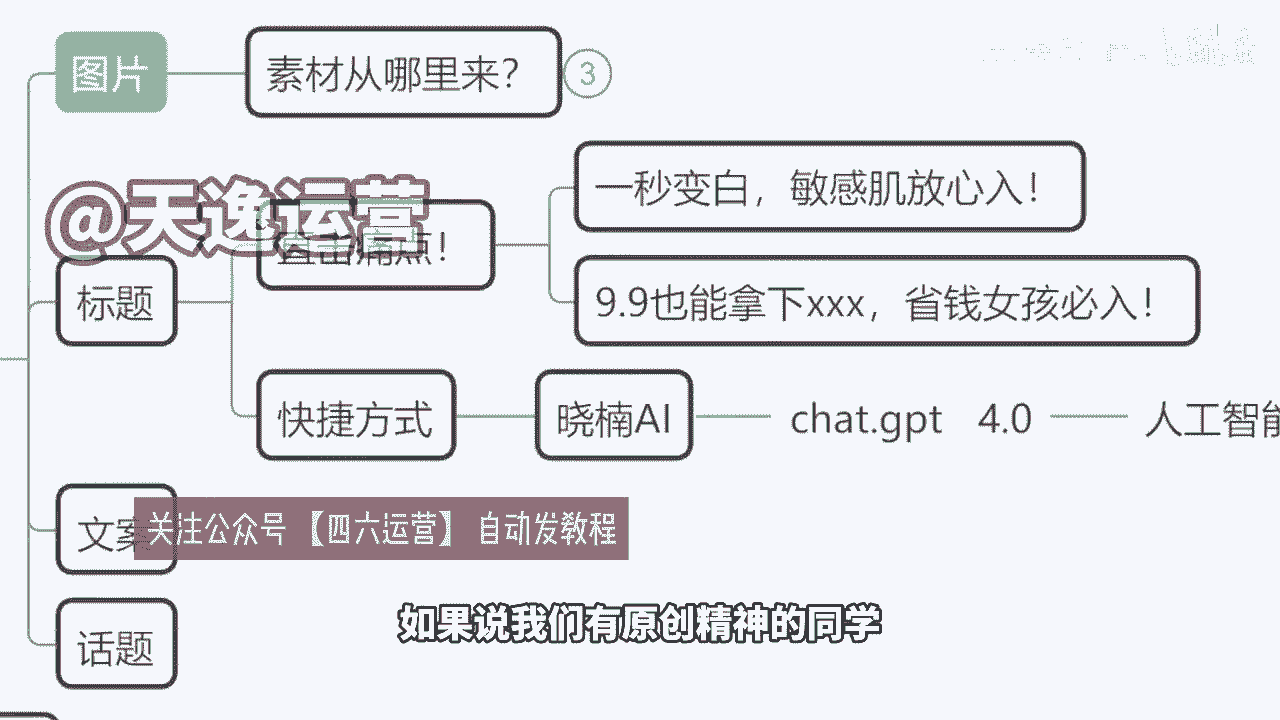 图片
素材从哪里来?
3
@天逸运营
直击痛点!
一秒变白，敏感肌放心入!
标题
9.9也能拿下xxx，省钱女孩必入!
快捷方式
晓楠AI
chat.gpt 4.0
人工智能
文案
关注公众号【四六运营】自动发教程
话题
如果说我们有原创精神的同学